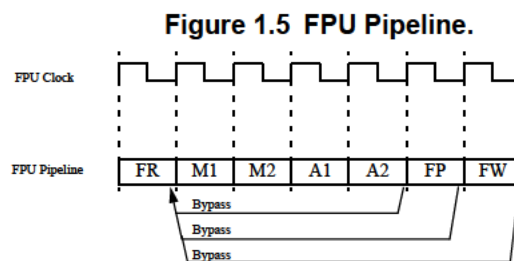 Figure 1.5 FPU Pipeline.
FPU Clock
FPU Pipeline FR M1 M2 A1 A2 FP FW
Bypass
Bypass
Bypass